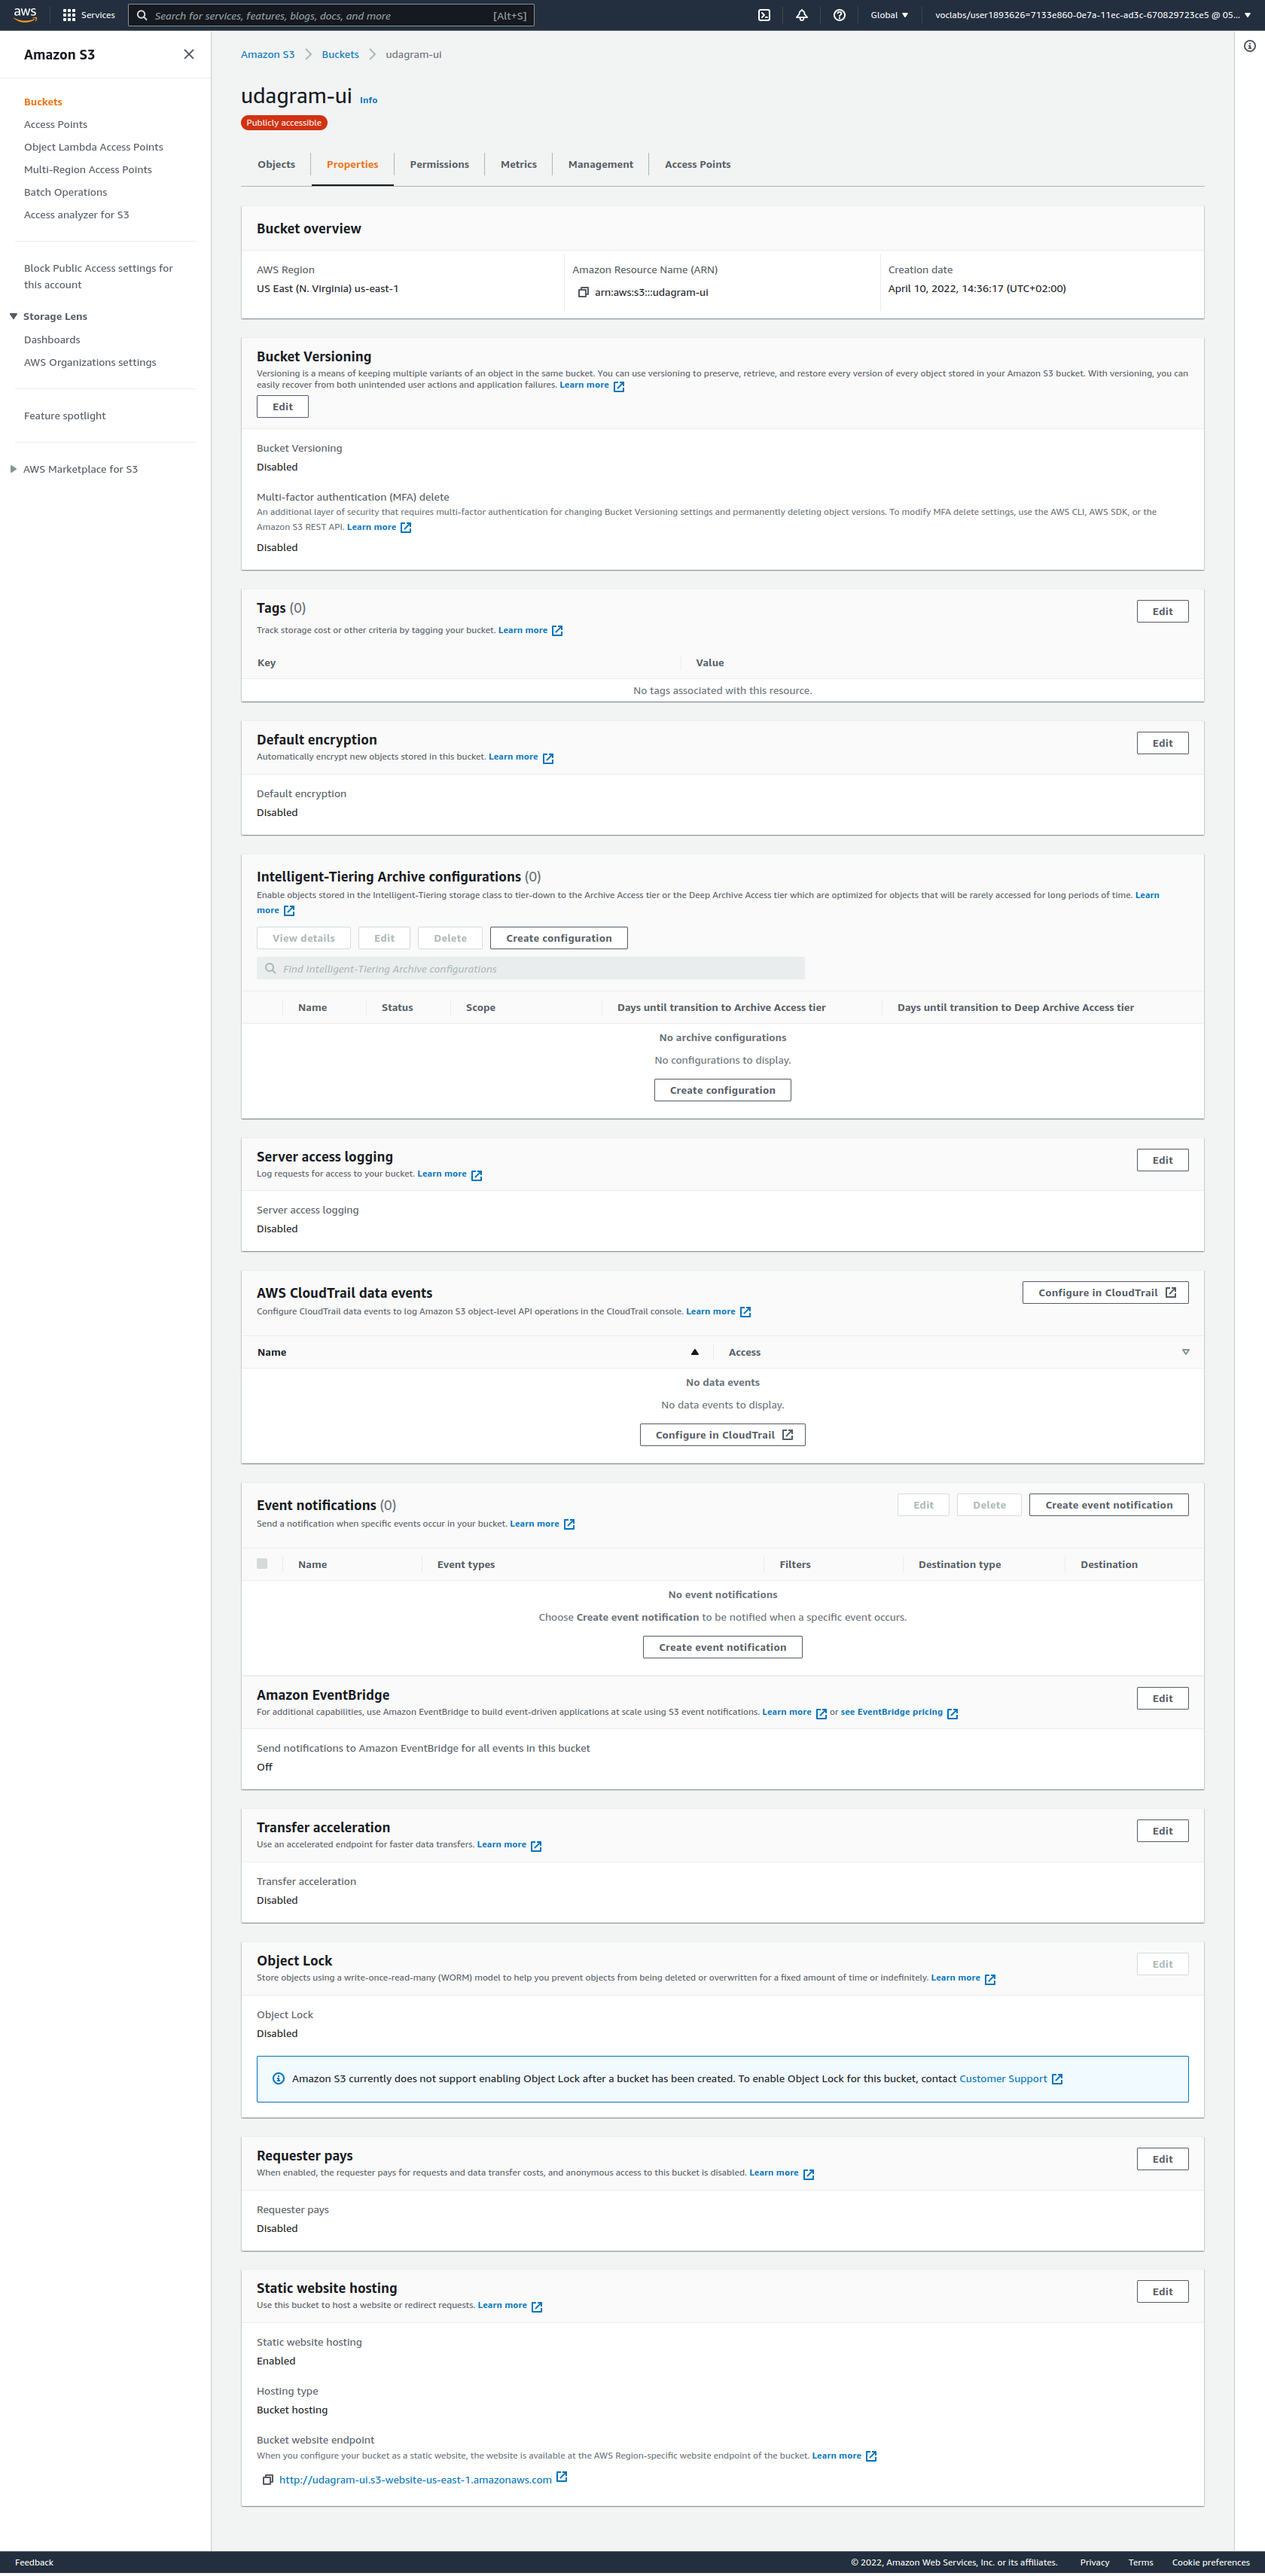 aws Services Search for services, features, blogs, docs, and more [Alt+S] Global voclabs/user1893626=7133e860-0e7a-11ec-ad3c-670829723ce5 @ 05...
Amazon S3
Buckets
Access Points
Object Lambda Access Points
Multi-Region Access Points
Batch Operations
Access analyzer for S3
Block Public Access settings for
this account
Storage Lens
Dashboards
AWS Organizations settings
Feature spotlight
AWS Marketplace for S3
Amazon S3 Buckets udagram-ui
udagram-ui Info
Publicly accessible
Objects Properties Permissions Metrics Management Access Points
Bucket overview
AWS Region
US East (N. Virginia) us-east-1
Amazon Resource Name (ARN)
arn:aws:s3:::udagram-ui
Creation date
April 10, 2022, 14:36:17 (UTC+02:00)
Bucket Versioning
Versioning is a means of keeping multiple variants of an object in the same bucket. You can use versioning to preserve, retrieve, and restore every version of every object stored in your Amazon S3 bucket. With versioning, you can
easily recover from both unintended user actions and application failures. Learn more
Edit
Bucket Versioning
Disabled
Multi-factor authentication (MFA) delete
An additional layer of security that requires multi-factor authentication for changing Bucket Versioning settings and permanently deleting object versions. To modify MFA delete settings, use the AWS CLI, AWS SDK, or the
Amazon S3 REST API. Learn more
Disabled
Tags (0)
Edit
Track storage cost or other criteria by tagging your bucket. Learn more
Key Value
No tags associated with this resource.
Default encryption
Edit
Automatically encrypt new objects stored in this bucket. Learn more
Default encryption
Disabled
Intelligent-Tiering Archive configurations (0)
Enable objects stored in the Intelligent-Tiering storage class to tier-down to the Archive Access tier or the Deep Archive Access tier which are optimized for objects that will be rarely accessed for long periods of time. Learn
more
View details Edit Delete Create configuration
Find Intelligent-Tiering Archive configurations
Name Status Scope Days until transition to Archive Access tier Days until transition to Deep Archive Access tier
No archive configurations
No configurations to display.
Create configuration
Server access logging
Edit
Log requests for access to your bucket. Learn more
Server access logging
Disabled
AWS CloudTrail data events
Configure in CloudTrail
Configure CloudTrail data events to log Amazon S3 object-level API operations in the CloudTrail console. Learn more
Name Access
No data events
No data events to display.
Configure in CloudTrail
Event notifications (0)
Edit Delete Create event notification
Send a notification when specific events occur in your bucket. Learn more
Name Event types Filters Destination type Destination
No event notifications
Choose Create event notification to be notified when a specific event occurs.
Create event notification
Amazon EventBridge
Edit
For additional capabilities, use Amazon EventBridge to build event-driven applications at scale using S3 event notifications. Learn more or see EventBridge pricing
Send notifications to Amazon EventBridge for all events in this bucket
Off
Transfer acceleration
Edit
Use an accelerated endpoint for faster data transfers. Learn more
Transfer acceleration
Disabled
Object Lock
Edit
Store objects using a write-once-read-many (WORM) model to help you prevent objects from being deleted or overwritten for a fixed amount of time or indefinitely. Learn more
Object Lock
Disabled
Amazon S3 currently does not support enabling Object Lock after a bucket has been created. To enable Object Lock for this bucket, contact Customer Support
Requester pays
Edit
When enabled, the requester pays for requests and data transfer costs, and anonymous access to this bucket is disabled. Learn more
Requester pays
Disabled
Static website hosting
Edit
Use this bucket to host a website or redirect requests. Learn more
Static website hosting
Enabled
Hosting type
Bucket hosting
Bucket website endpoint
When you configure your bucket as a static website, the website is available at the AWS Region-specific website endpoint of the bucket. Learn more
http://udagram-ui.s3-website-us-east-1.amazonaws.com
Feedback © 2022, Amazon Web Services, Inc. or its affiliates. Privacy Terms Cookie preferences